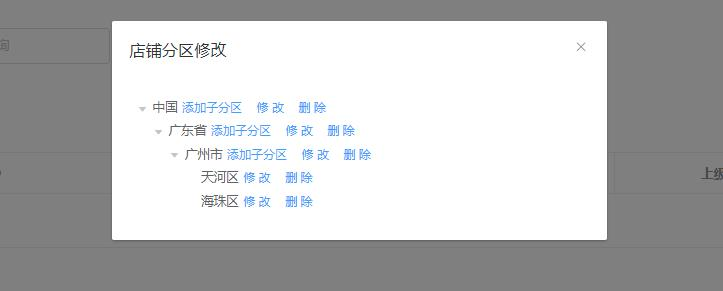 询
店铺分区修改
中国 添加子分区 修 改 删 除
广东省 添加子分区 修 改 删 除
广州市 添加子分区 修 改 删 除
上级
天河区 修 改 删 除
海珠区 修 改 删 除